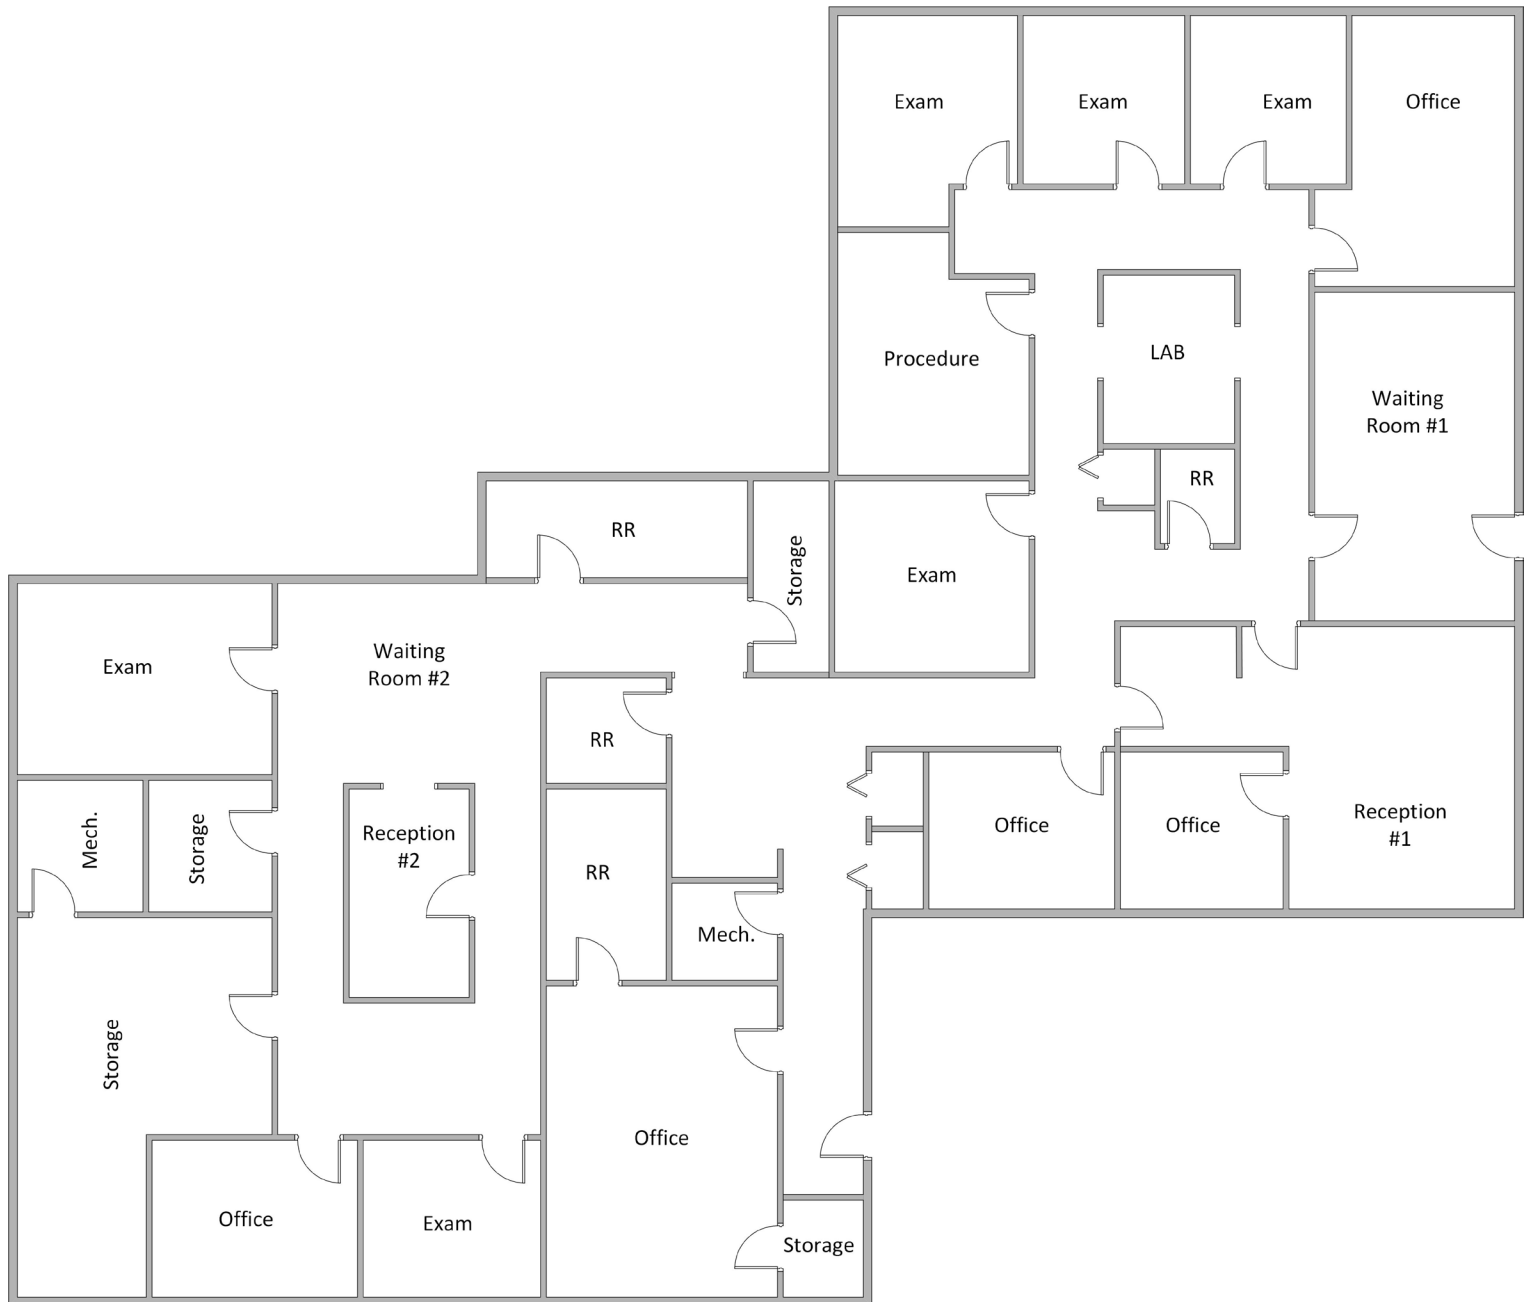 Exam
Exam
Exam
Office
Procedure
LAB
Waiting
Room #1
RR
RR
Storage
Exam
Exam
Waiting
Room #2
RR
Mech.
Storage
Reception
#2
RR
Office
Office
Reception
#1
Mech.
Storage
Office
Office
Exam
Storage